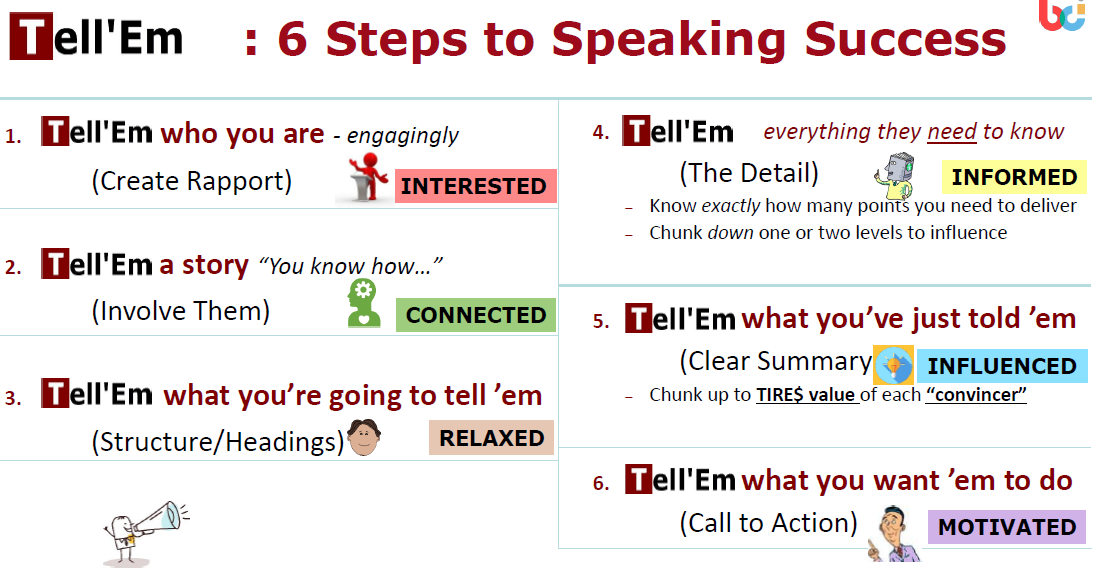 Tell'Em : 6 Steps to Speaking Success
bci
1. Tell'Em who you are - engagingly
(Create Rapport)
INTERESTED
2. Tell'Em a story “You know how…”
(Involve Them)
CONNECTED
3. Tell'Em what you’re going to tell ’em
(Structure/Headings)
RELAXED
4. Tell'Em everything they need to know
(The Detail)
INFORMED
– Know exactly how many points you need to deliver
– Chunk down one or two levels to influence
5. Tell'Em what you’ve just told ’em
(Clear Summary
INFLUENCED
– Chunk up to TIRE$ value of each “convincer”
6. Tell'Em what you want ’em to do
(Call to Action)
MOTIVATED